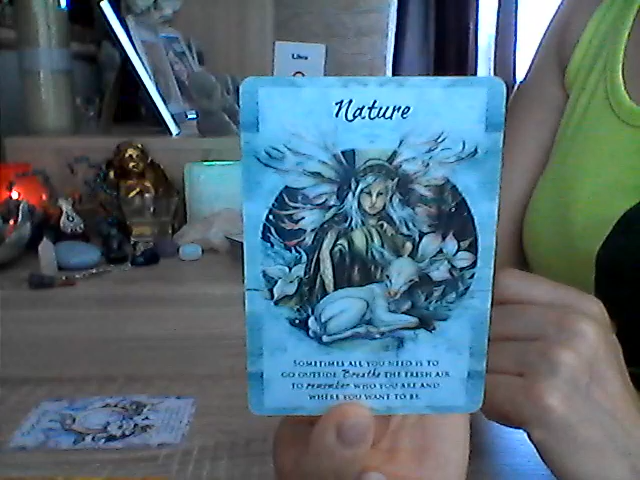 Nature
SOMETIMES ALL YOU NEED IS TO
GO OUTSIDE. Breathe THE FRESH AIR
TO remember WHO YOU ARE AND
WHERE YOU WANT TO BE.